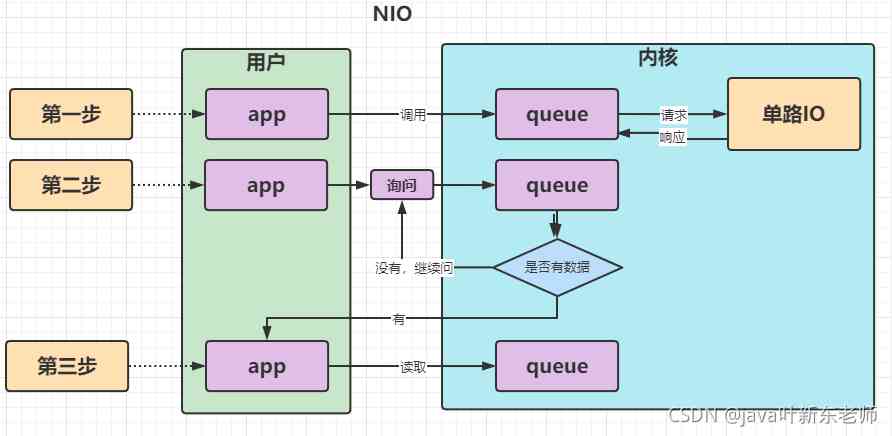 NIO
用户
内核
第一步
app
调用
queue
请求
响应
单路IO
第二步
app
询问
queue
没有，继续问
是否有数据
有
第三步
app
读取
queue
CSDN @java叶新东老师